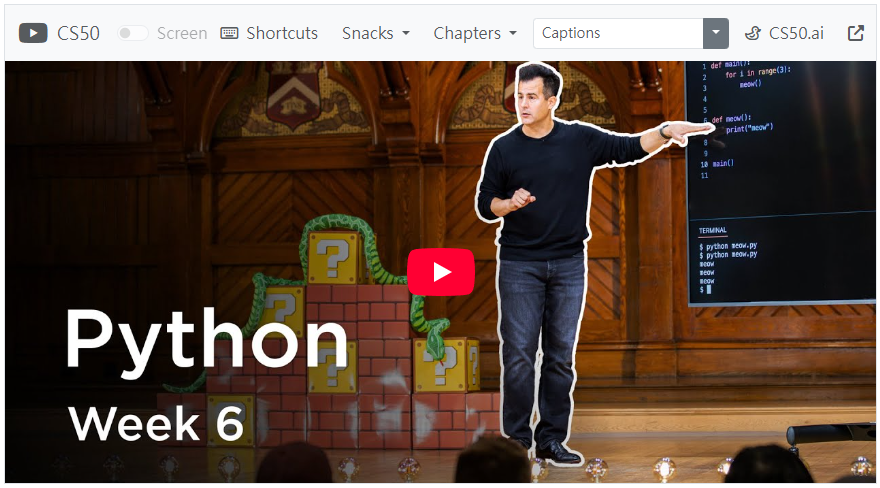 CS50 Screen Shortcuts Snacks Chapters Captions CS50.ai
1 def main():
2 for i in range(3):
3 meow()
4
5
6 def meow():
7 print("meow")
8
9
10 main()
11
TERMINAL
$ python meow.py
$ python meow.py
meow
meow
meow
$
?
?
?
?
?
Python
Week 6